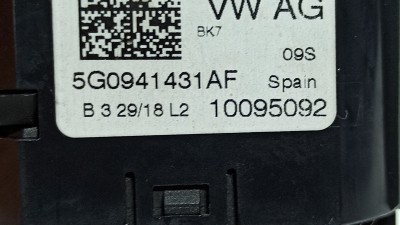 VW AG
BK7
09S
5G0941431AF Spain
B 3 29/18 L2 10095092